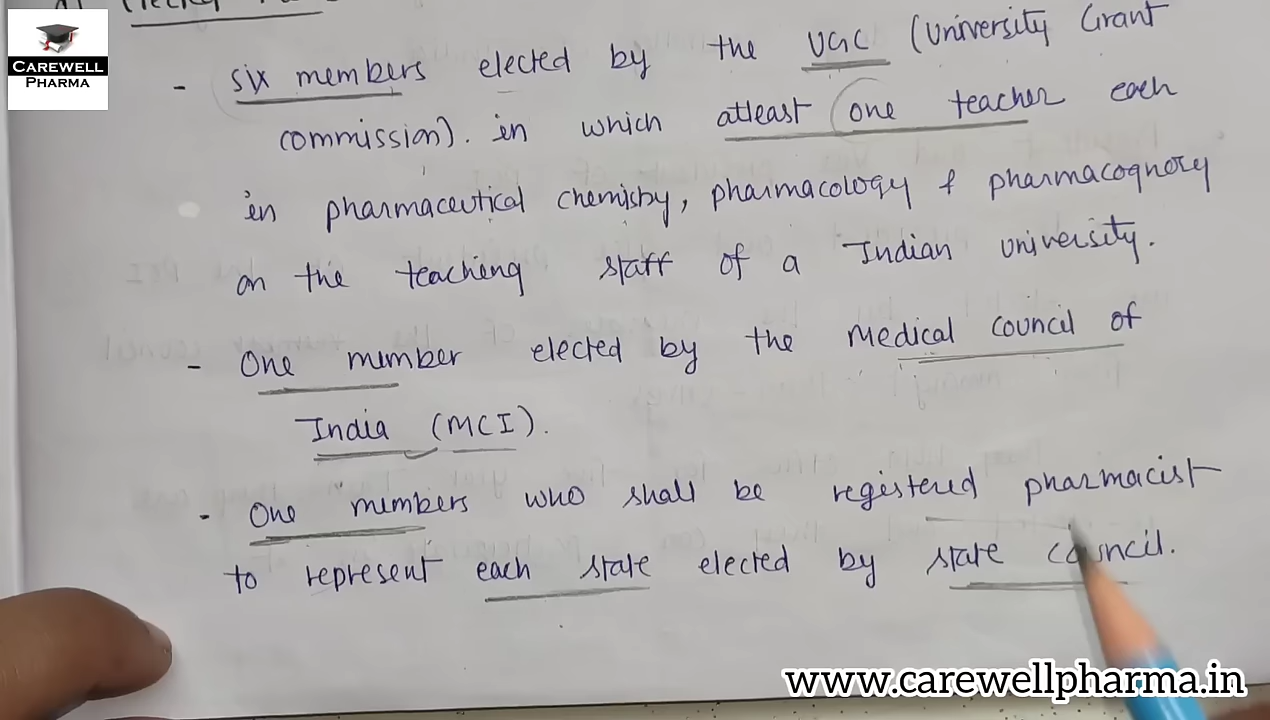 CAREWELL
PHARMA
- six members elected by the UGC (University Grant
commission). in which atleast one teacher each
in pharmaceutical chemisby, pharmacology & pharmacognosy
on the teaching staff of a Indian university.
- One member elected by the Medical council of
India (MCI).
- One members who shall be registered pharmacist
to represent each state elected by state council.
www.carewellpharma.in